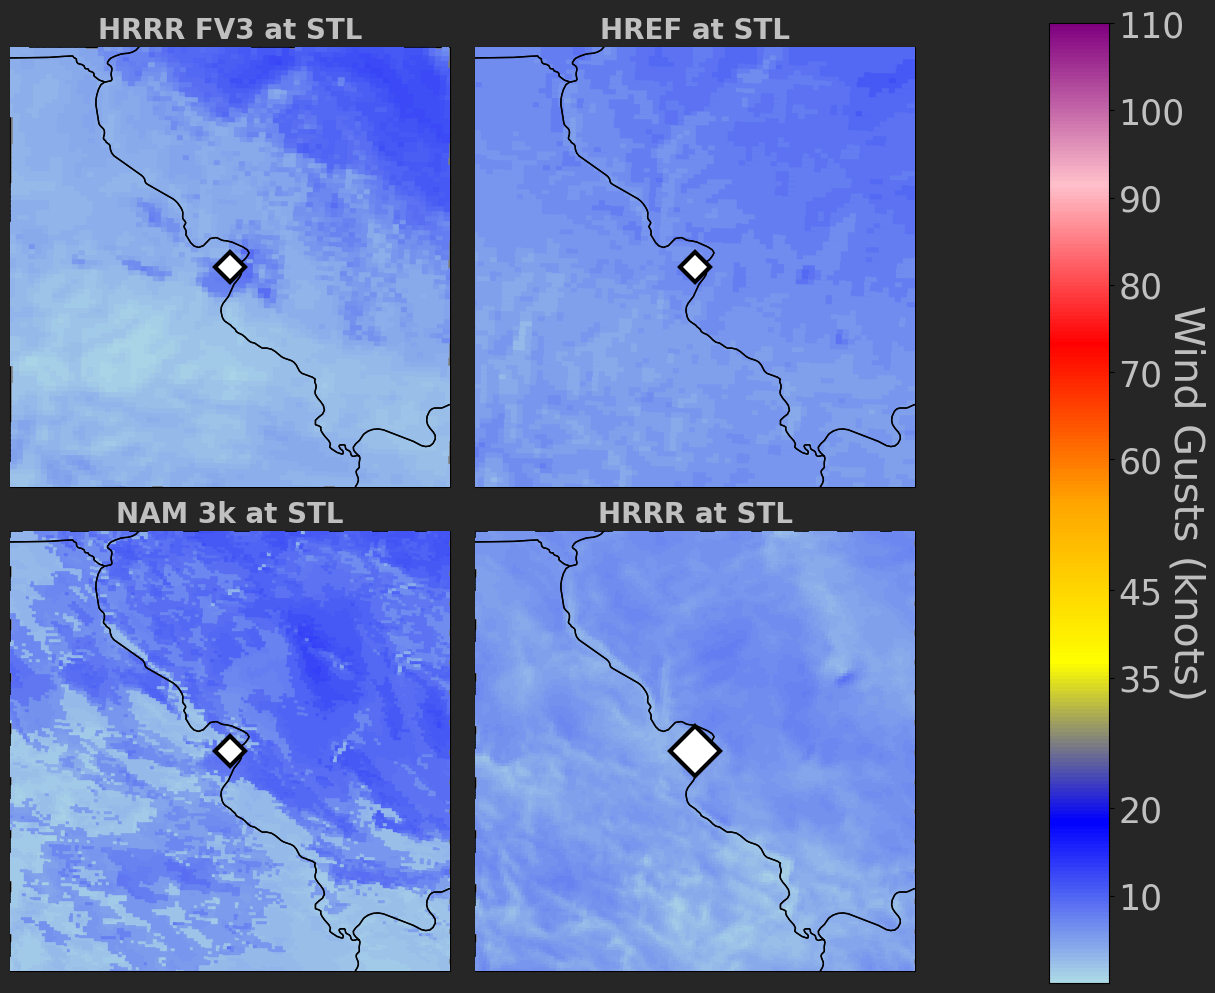 HRRR FV3 at STL
HREF at STL
NAM 3k at STL
HRRR at STL
110
100
90
80
70
60
45
35
20
10
Wind Gusts (knots)